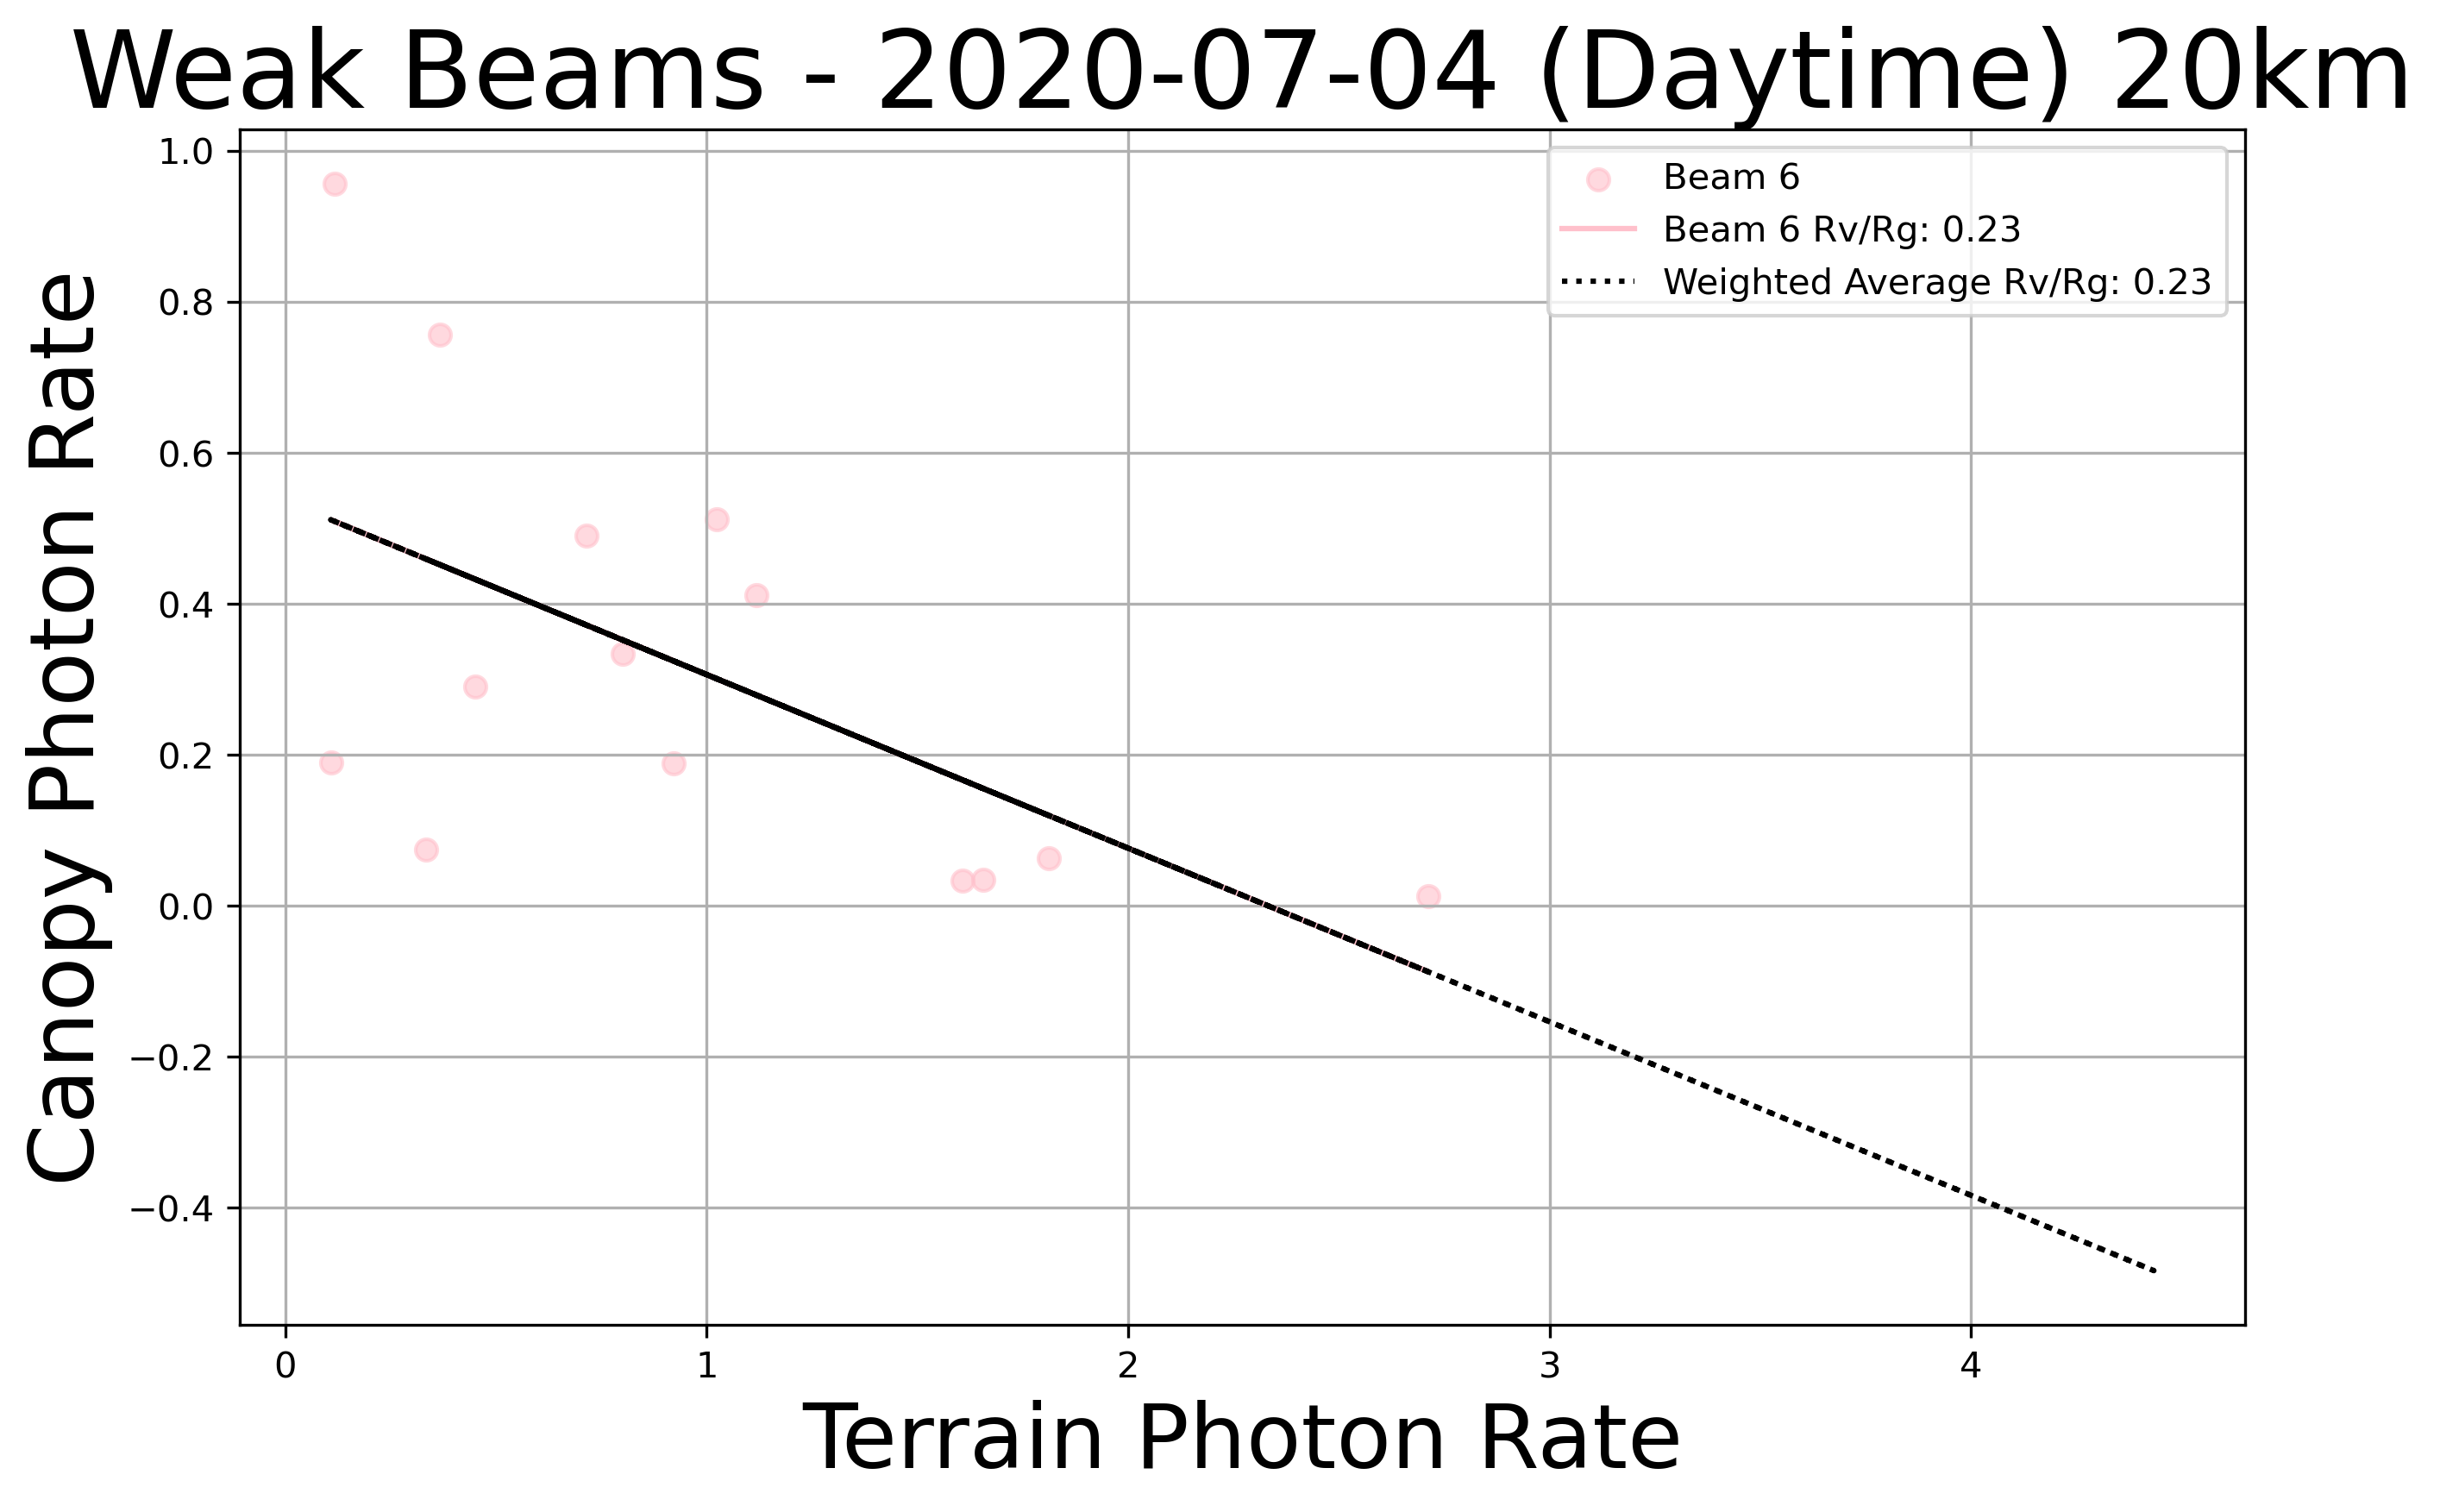 Weak Beams - 2020-07-04 (Daytime) 20km
Beam 6
Beam 6 Rv/Rg: 0.23
Weighted Average Rv/Rg: 0.23
Canopy Photon Rate
1.0
0.8
0.6
0.4
0.2
0.0
−0.2
−0.4
0 1 2 3 4
Terrain Photon Rate